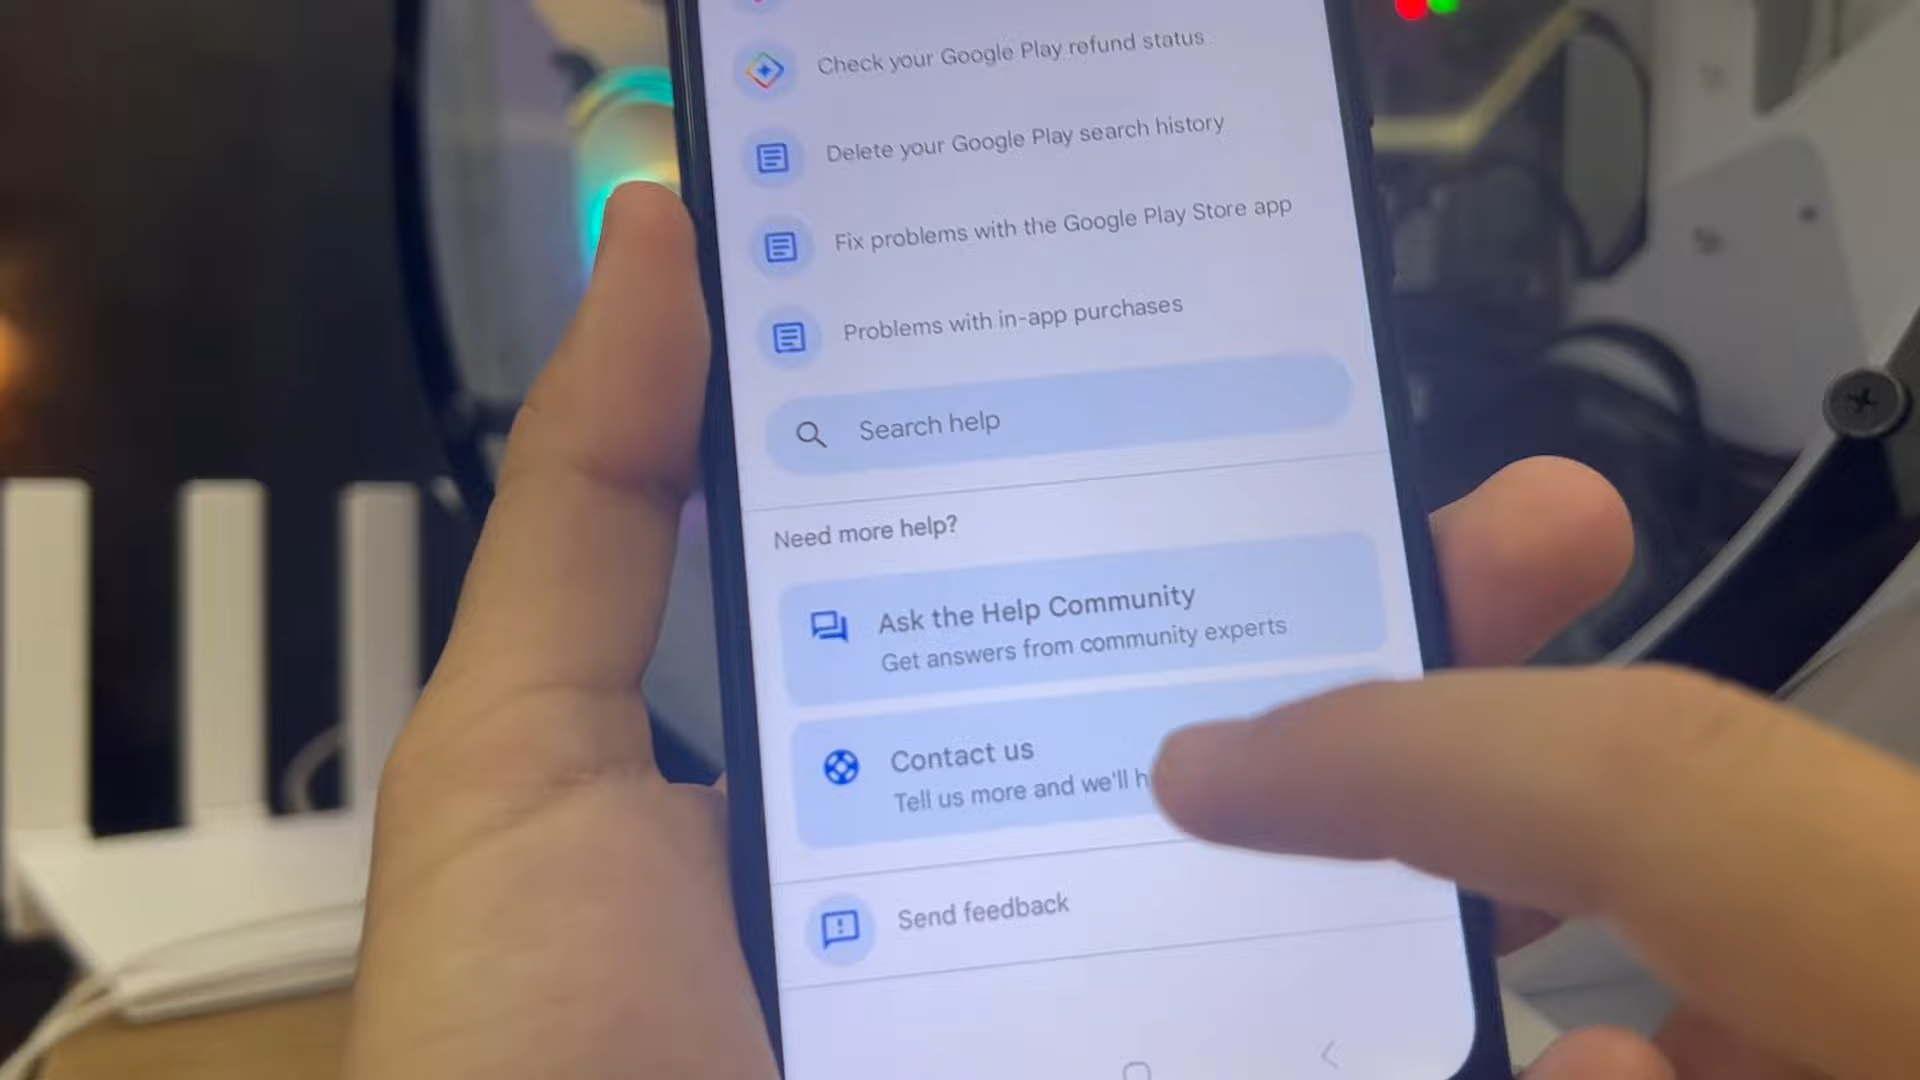 Check your Google Play refund status
Delete your Google Play search history
Fix problems with the Google Play Store app
Problems with in-app purchases
Search help
Need more help?
Ask the Help Community
Get answers from community experts
Contact us
Tell us more and we'll h
Send feedback